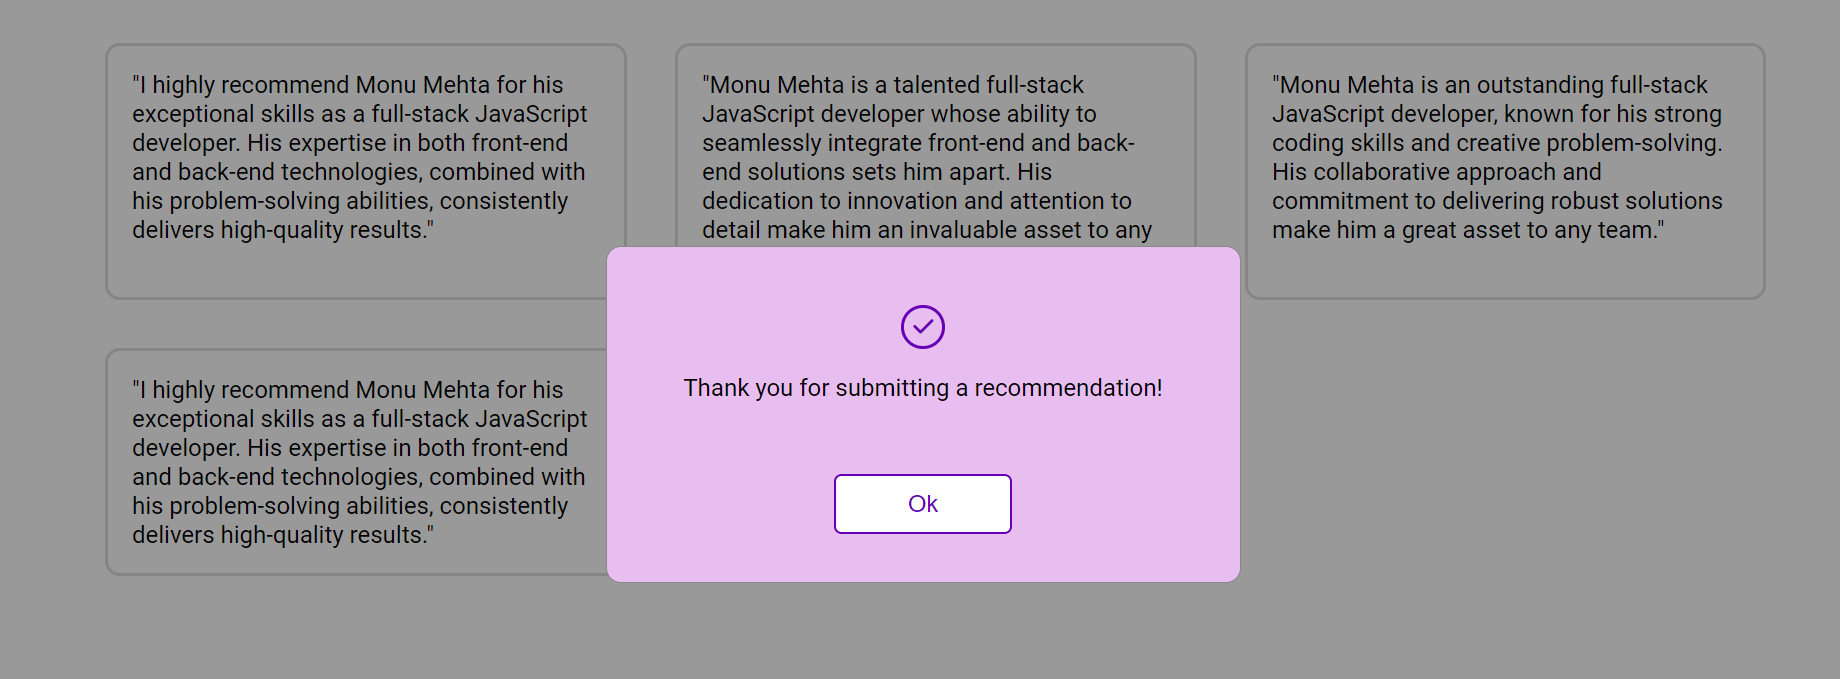 "I highly recommend Monu Mehta for his
exceptional skills as a full-stack JavaScript
developer. His expertise in both front-end
and back-end technologies, combined with
his problem-solving abilities, consistently
delivers high-quality results."
"Monu Mehta is a talented full-stack
JavaScript developer whose ability to
seamlessly integrate front-end and back-
end solutions sets him apart. His
dedication to innovation and attention to
detail make him an invaluable asset to any
"Monu Mehta is an outstanding full-stack
JavaScript developer, known for his strong
coding skills and creative problem-solving.
His collaborative approach and
commitment to delivering robust solutions
make him a great asset to any team."
"I highly recommend Monu Mehta for his
exceptional skills as a full-stack JavaScript
developer. His expertise in both front-end
and back-end technologies, combined with
his problem-solving abilities, consistently
delivers high-quality results."
Thank you for submitting a recommendation!
Ok